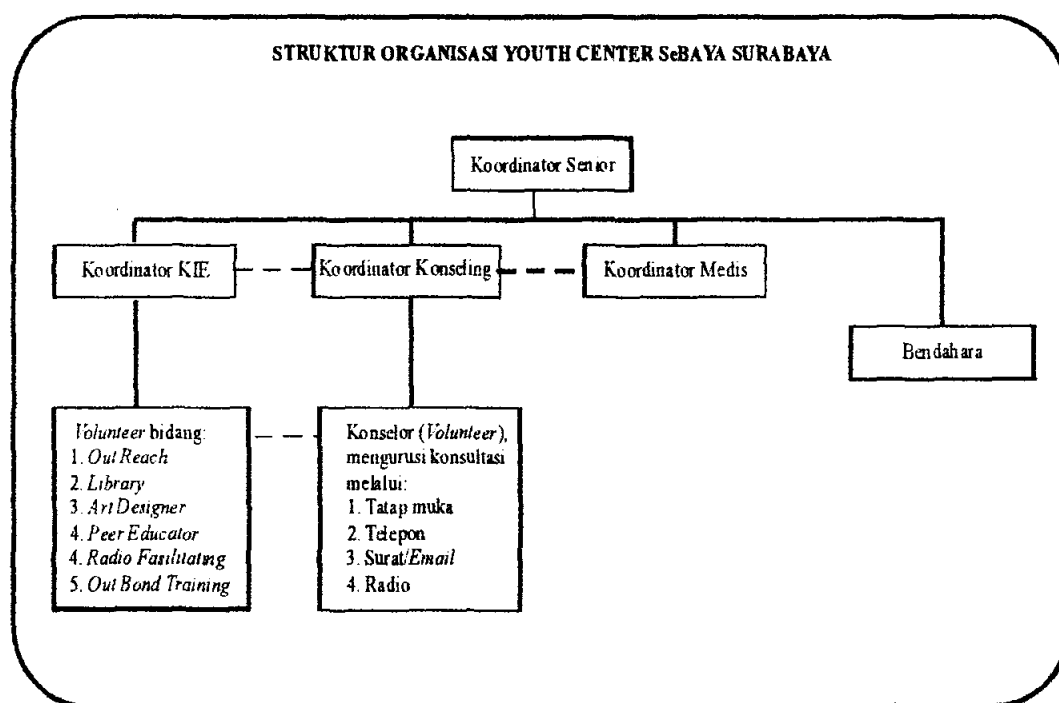 STRUKTUR ORGANISASI YOUTH CENTER SeBAYA SURABAYA
Koordinator Senior
Koordinator KIE
Koordinator Konseling
Koordinator Medis
Bendahara
Volunteer bidang:
1. Out Reach
2. Library
3. Art Designer
4. Peer Educator
4. Radio Fasilitating
5. Out Bond Training
Konselor (Volunteer),
mengurusi konsultasi
melalui:
1. Tatap muka
2. Telepon
3. Surat/Email
4. Radio